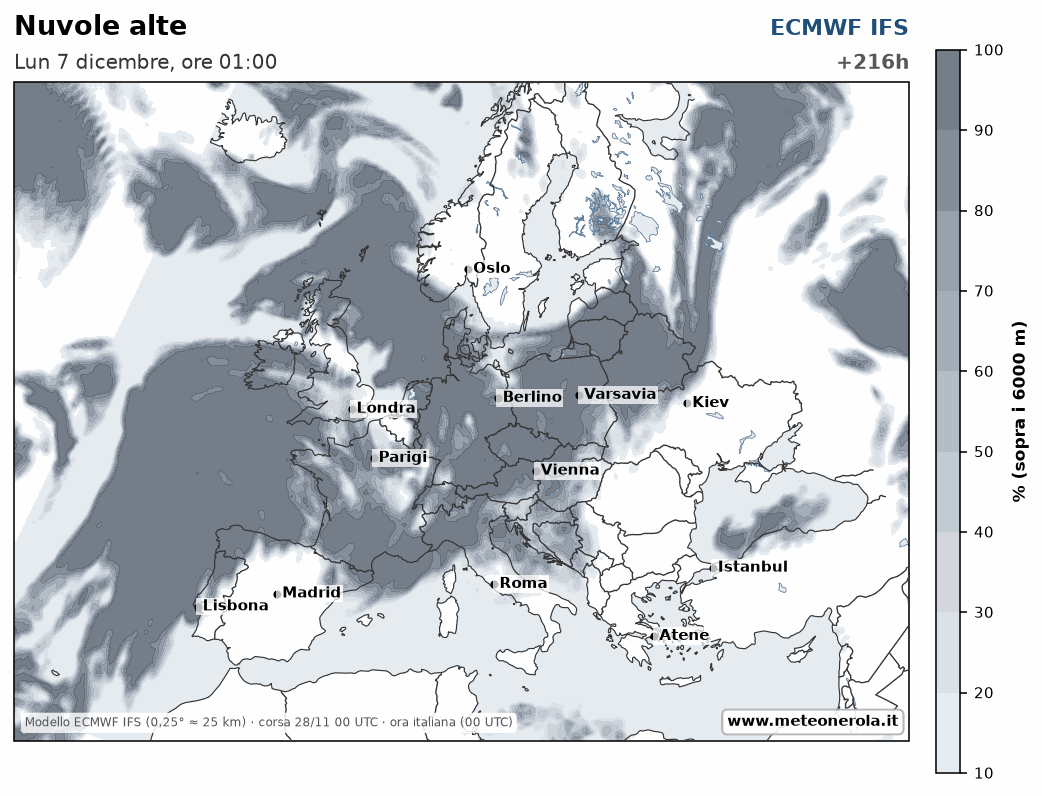 Nuvole alte
ECMWF IFS
Lun 7 dicembre, ore 01:00
+216h
100
90
80
70
60
50
40
30
20
10
% (sopra i 6000 m)
Oslo
Berlino
Varsavia
Kiev
Londra
Parigi
Vienna
Istanbul
Roma
Madrid
Lisbona
Atene
Modello ECMWF IFS (0,25° ≈ 25 km) · corsa 28/11 00 UTC · ora italiana (00 UTC)
www.meteonerola.it